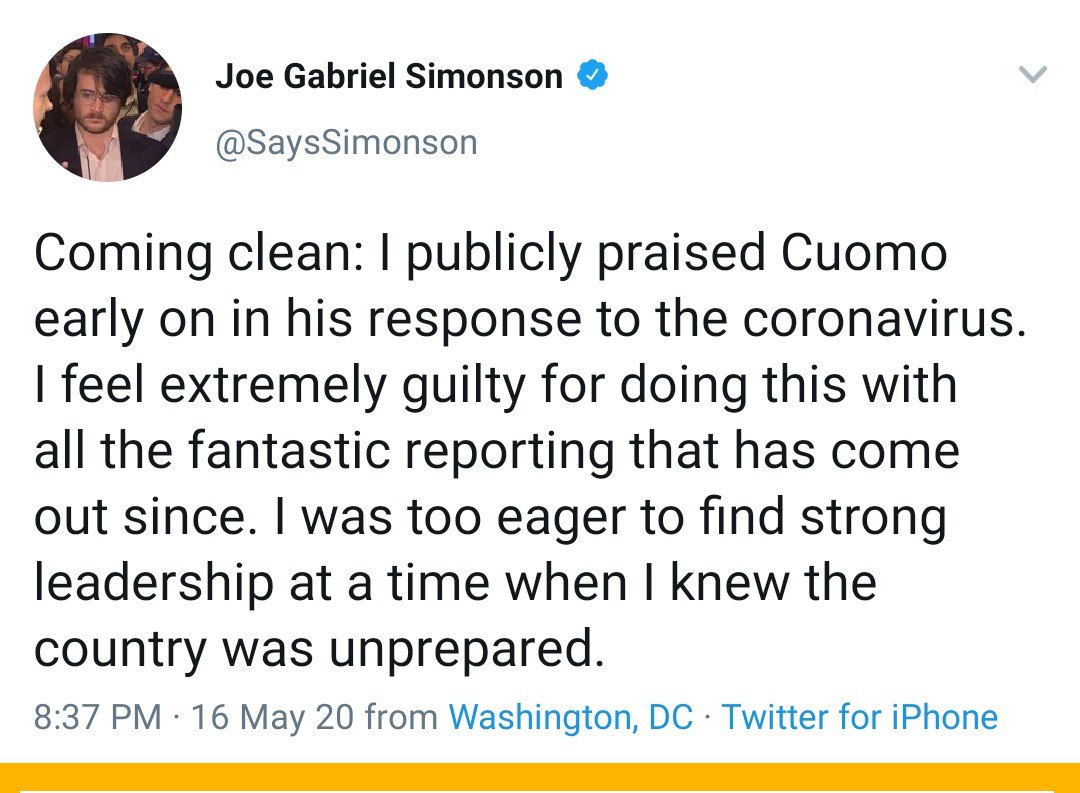 Joe Gabriel Simonson
@SaysSimonson
Coming clean: I publicly praised Cuomo
early on in his response to the coronavirus.
I feel extremely guilty for doing this with
all the fantastic reporting that has come
out since. I was too eager to find strong
leadership at a time when I knew the
country was unprepared.
8:37 PM · 16 May 20 from Washington, DC · Twitter for iPhone